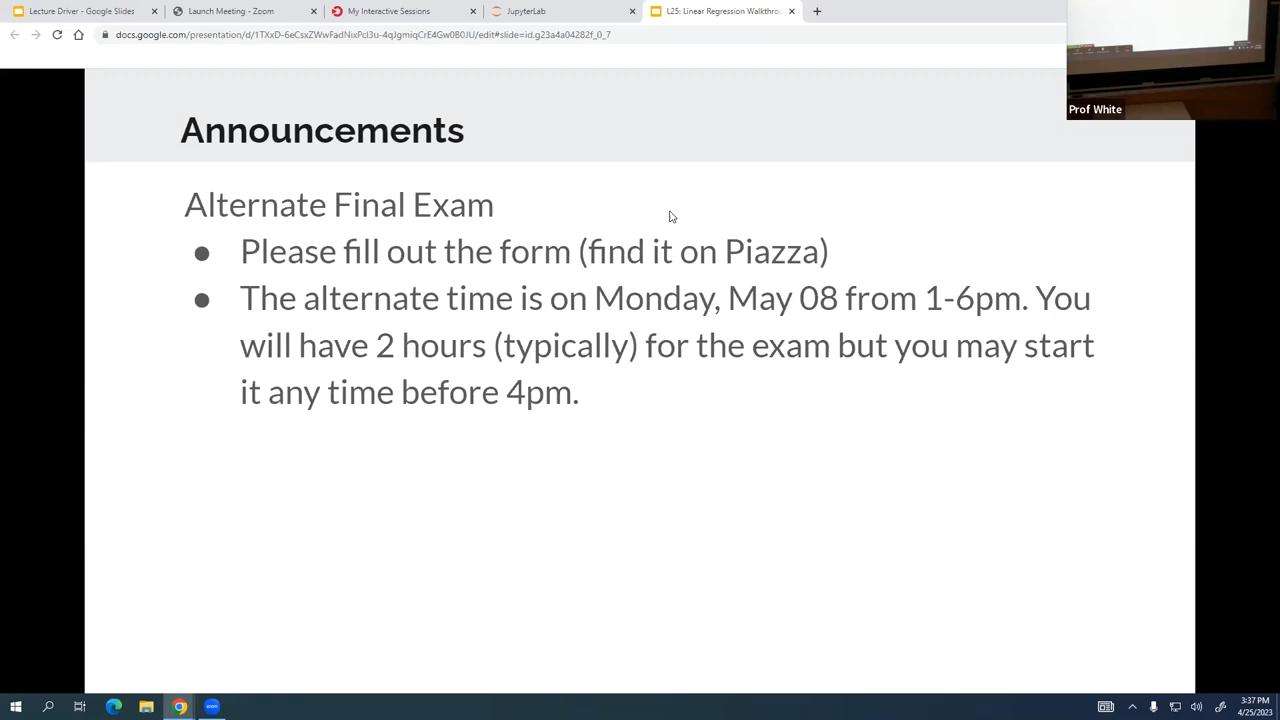 Lecture Driver - Google Slides
Launch Meeting - Zoom
My Interactive Sessions
JupyterLab
L25: Linear Regression Walkthro
docs.google.com/presentation/d/1TXxD-6eCsxZWwFadNixPcl3u-4qJgmiqCrE4Gw0B0JU/edit#slide=id.g23a4a04282f_0_7
Prof White
Announcements
Alternate Final Exam
● Please fill out the form (find it on Piazza)
● The alternate time is on Monday, May 08 from 1-6pm. You
will have 2 hours (typically) for the exam but you may start
it any time before 4pm.
zoom
3:37 PM
4/25/2023